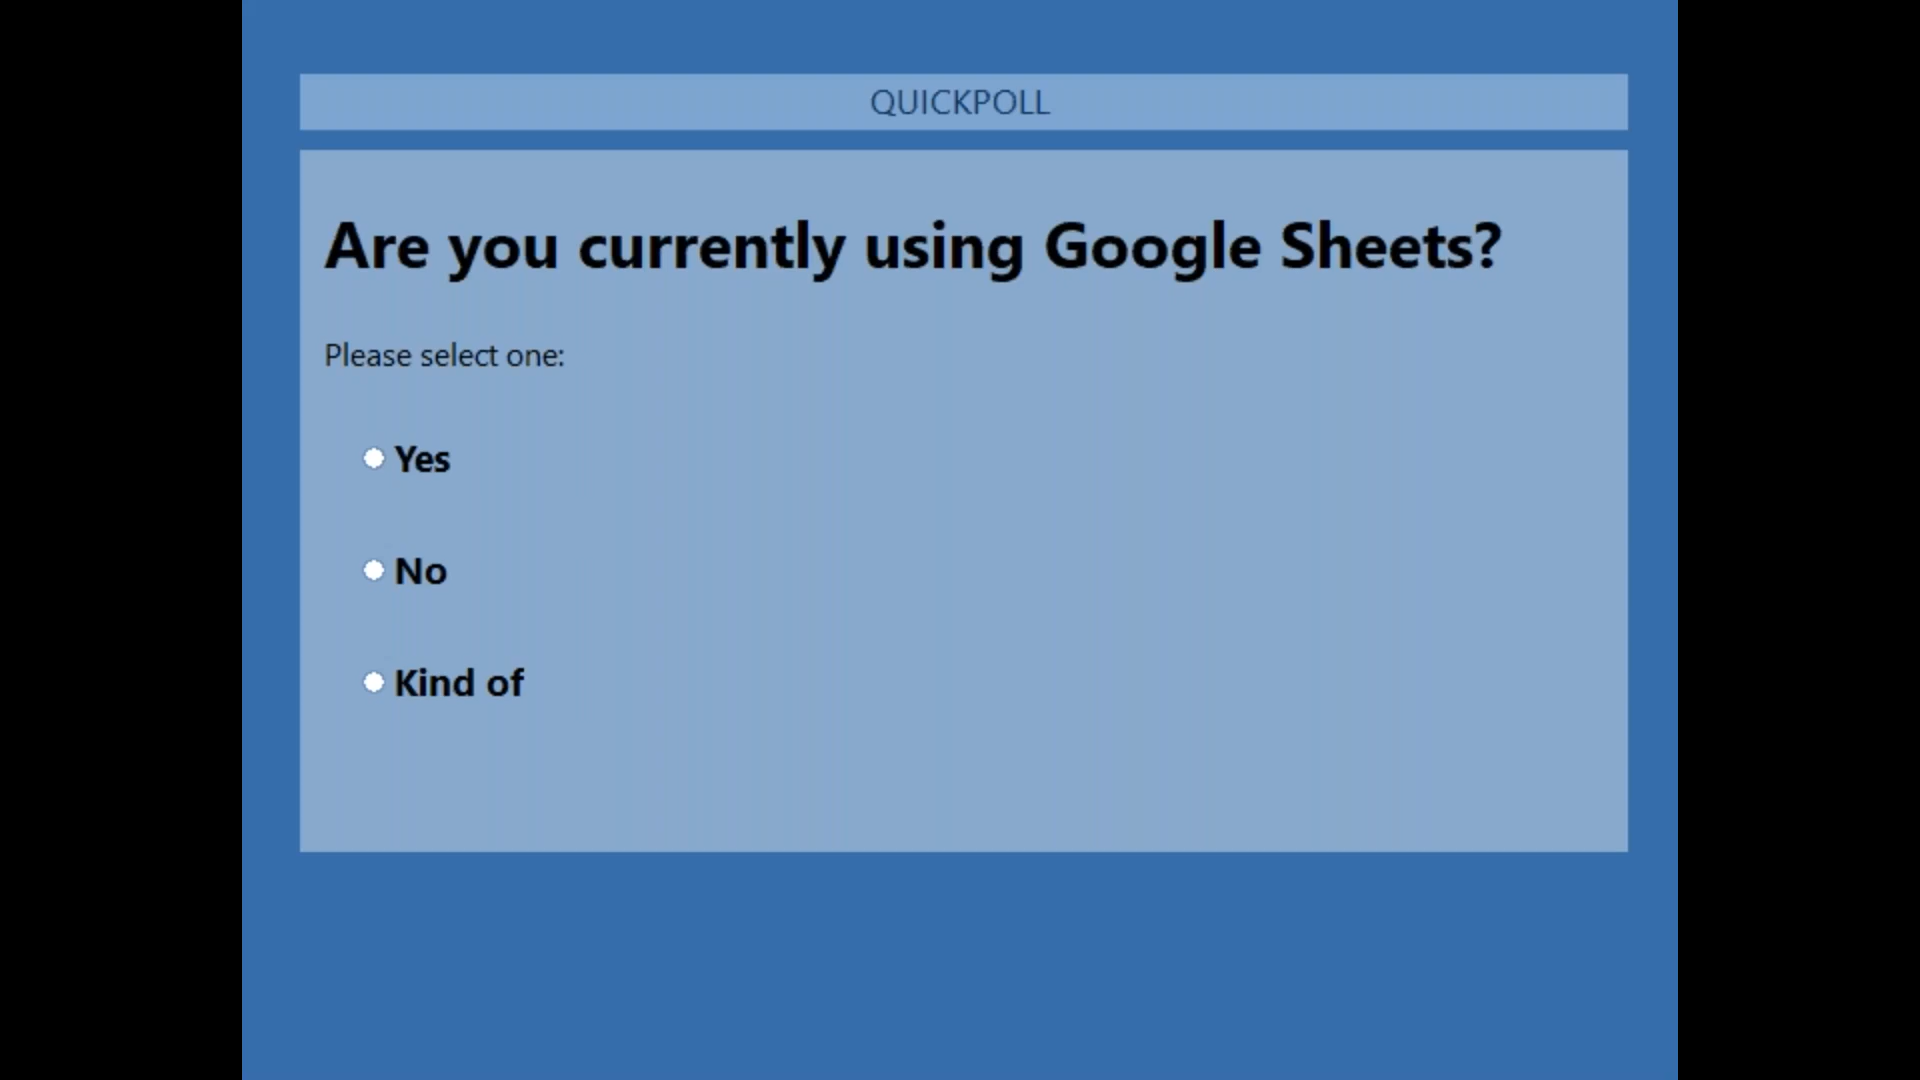 QUICKPOLL
Are you currently using Google Sheets?
Please select one:
Yes
No
Kind of